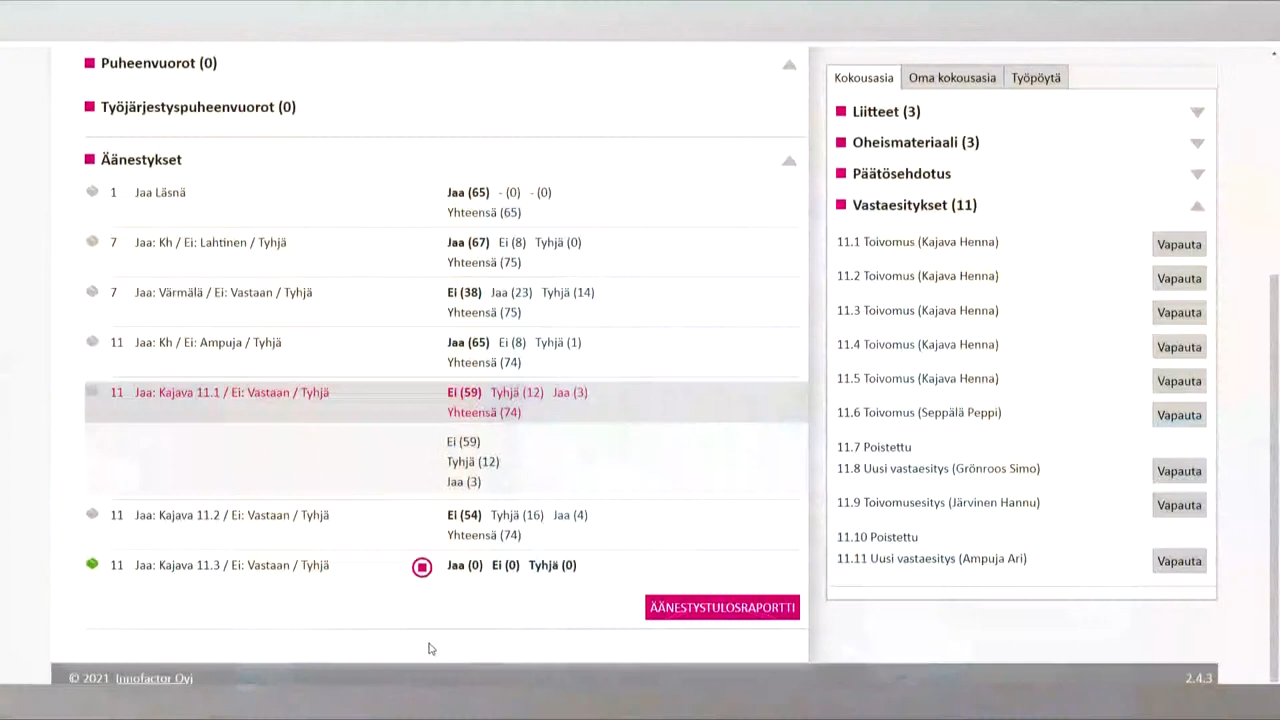 Puheenvuorot (0)
Työjärjestyspuheenvuorot (0)
Äänestykset
1 Jaa Läsnä Jaa (65) - (0) - (0)
Yhteensä (65)
7 Jaa: Kh / Ei: Lahtinen / Tyhjä Jaa (67) Ei (8) Tyhjä (0)
Yhteensä (75)
7 Jaa: Värmälä / Ei: Vastaan / Tyhjä Ei (38) Jaa (23) Tyhjä (14)
Yhteensä (75)
11 Jaa: Kh / Ei: Ampuja / Tyhjä Jaa (65) Ei (8) Tyhjä (1)
Yhteensä (74)
11 Jaa: Kajava 11.1 / Ei: Vastaan / Tyhjä Ei (59) Tyhjä (12) Jaa (3)
Yhteensä (74)
Ei (59)
Tyhjä (12)
Jaa (3)
11 Jaa: Kajava 11.2 / Ei: Vastaan / Tyhjä Ei (54) Tyhjä (16) Jaa (4)
Yhteensä (74)
11 Jaa: Kajava 11.3 / Ei: Vastaan / Tyhjä Jaa (0) Ei (0) Tyhjä (0)
ÄÄNESTYSTULOSRAPORTTI
Kokousasia Oma kokousasia Työpöytä
Liitteet (3)
Oheismateriaali (3)
Päätösehdotus
Vastaesitykset (11)
11.1 Toivomus (Kajava Henna) Vapauta
11.2 Toivomus (Kajava Henna) Vapauta
11.3 Toivomus (Kajava Henna) Vapauta
11.4 Toivomus (Kajava Henna) Vapauta
11.5 Toivomus (Kajava Henna) Vapauta
11.6 Toivomus (Seppälä Peppi) Vapauta
11.7 Poistettu
11.8 Uusi vastaesitys (Grönroos Simo) Vapauta
11.9 Toivomusesitys (Järvinen Hannu) Vapauta
11.10 Poistettu
11.11 Uusi vastaesitys (Ampuja Ari) Vapauta
© 2021 Innofactor Oyj 2.4.3